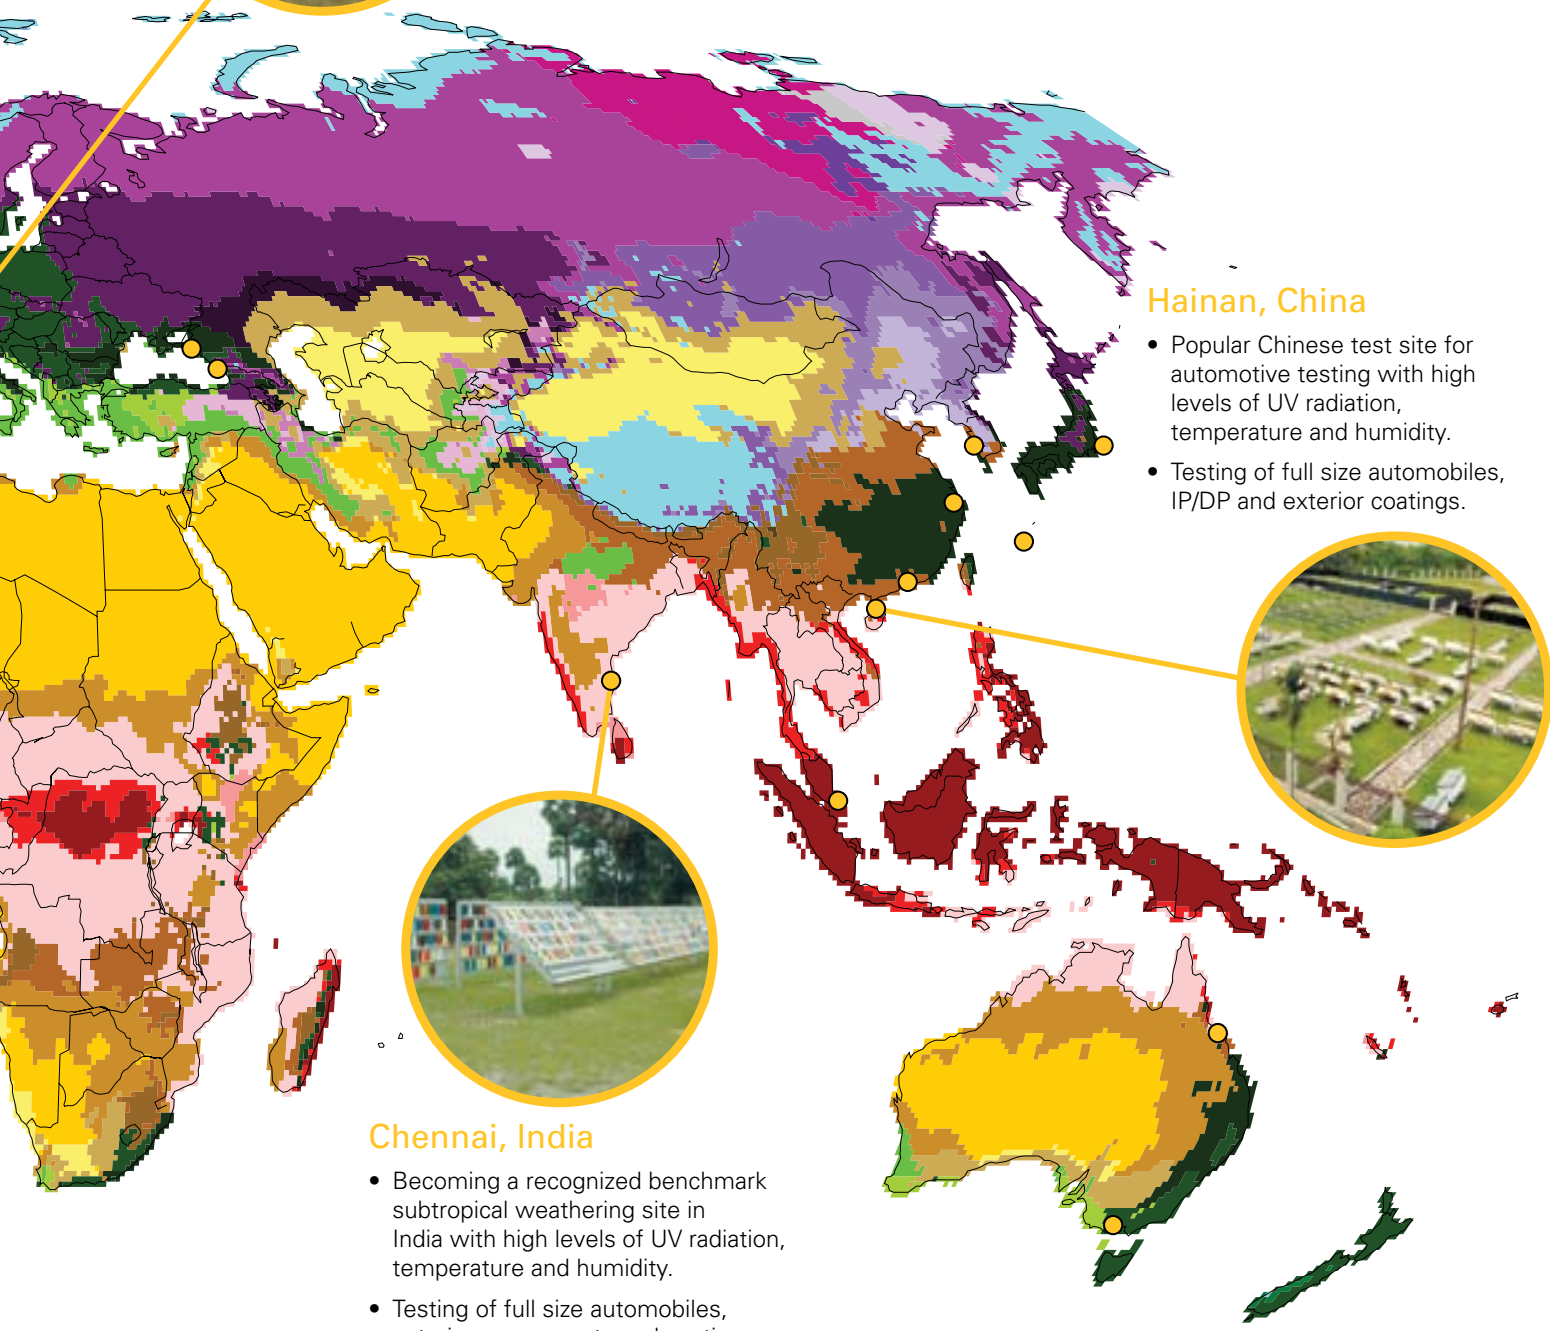 Hainan, China
• Popular Chinese test site for
automotive testing with high
levels of UV radiation,
temperature and humidity.
• Testing of full size automobiles,
IP/DP and exterior coatings.
Chennai, India
• Becoming a recognized benchmark
subtropical weathering site in
India with high levels of UV radiation,
temperature and humidity.
• Testing of full size automobiles,